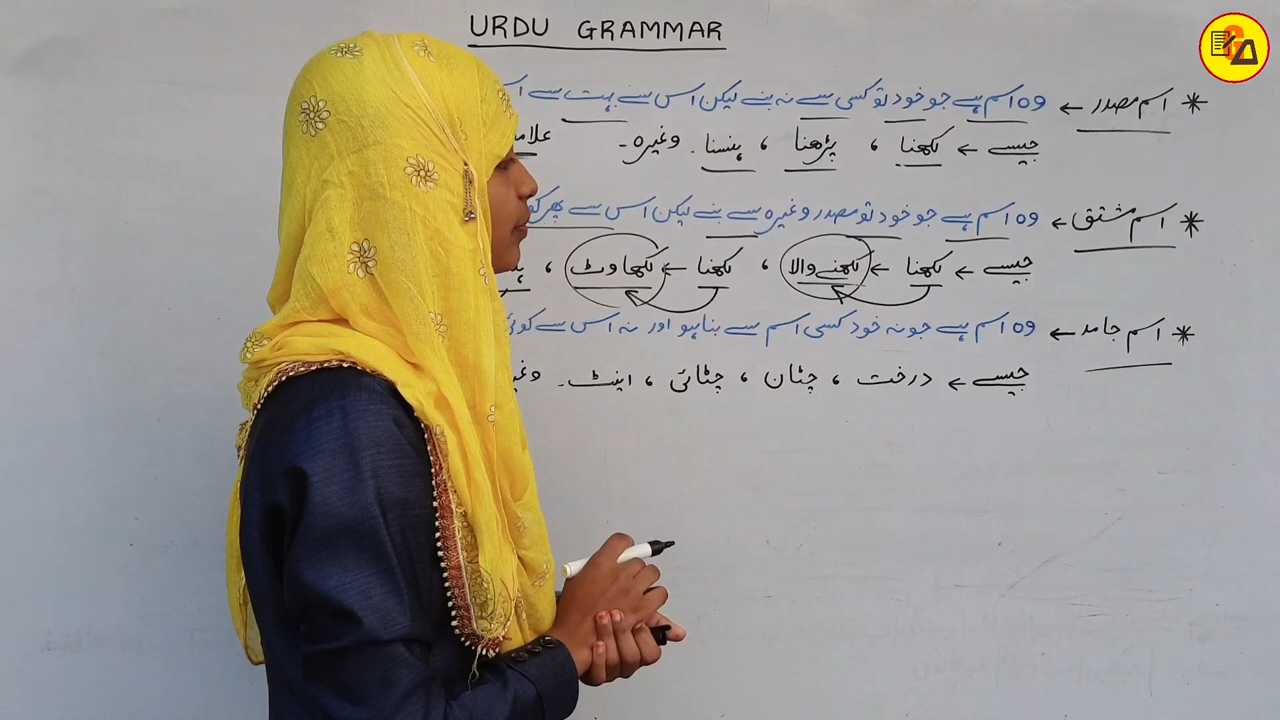 URDU GRAMMAR
* اسم مصدر ← وہ اسم ہے جو خود تو کسی سے نہ بنے لیکن اس سے بہت سے
جیسے ← لکھنا ، پڑھنا ، ہنسنا ۔ وغیرہ ۔
* اسم مشتق ← وہ اسم ہے جو خود تو مصدر وغیرہ سے بنے لیکن اس سے پھر
جیسے ← لکھنا ← لکھنے والا ، لکھنا ← لکھاوٹ ،
* اسم جامد ← وہ اسم ہے جو نہ خود کسی اسم سے بنا ہو اور نہ اس سے کوئی
جیسے ← درخت ، چٹان ، چٹائی ، اینٹ ۔